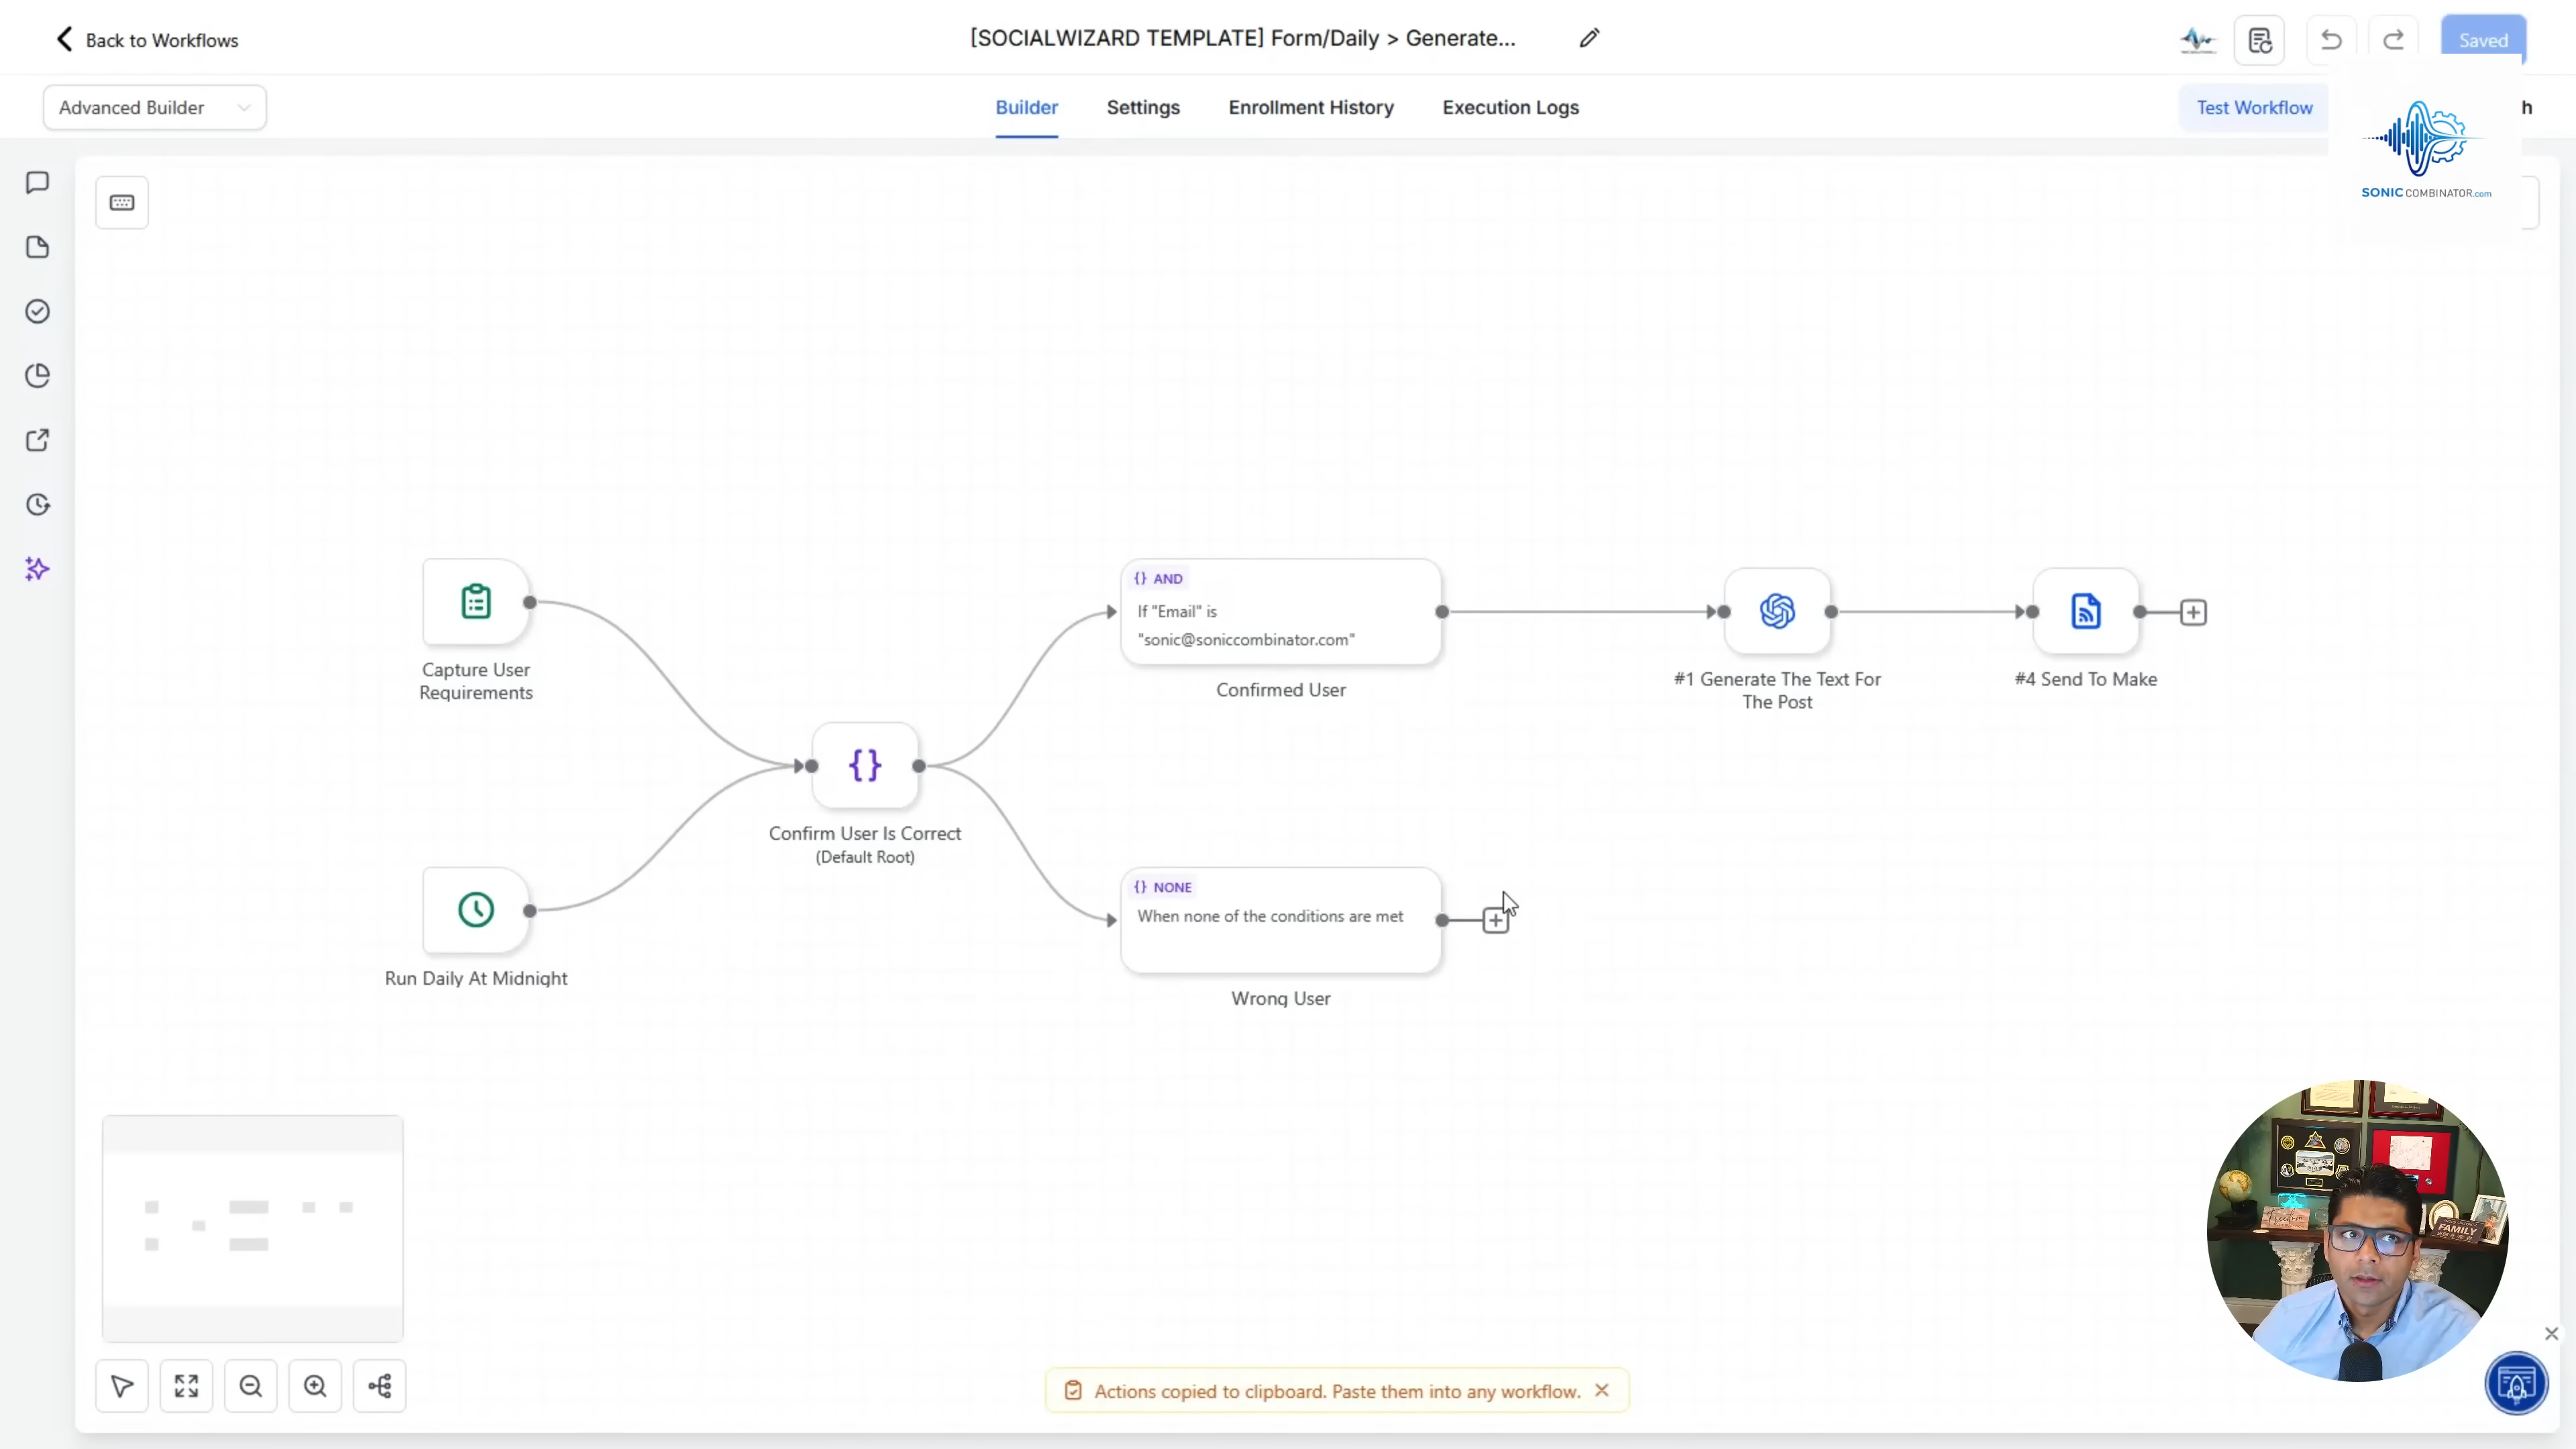 Back to Workflows
[SOCIALWIZARD TEMPLATE] Form/Daily > Generate...
Saved
Advanced Builder
Builder
Settings
Enrollment History
Execution Logs
Test Workflow
h
SONICCOMBINATOR.com
{} AND
If "Email" is
"sonic@soniccombinator.com"
Confirmed User
Capture User
Requirements
#1 Generate The Text For
The Post
#4 Send To Make
{}
Confirm User Is Correct
(Default Root)
{} NONE
When none of the conditions are met
Wrong User
Run Daily At Midnight
FAMILY
Actions copied to clipboard. Paste them into any workflow.